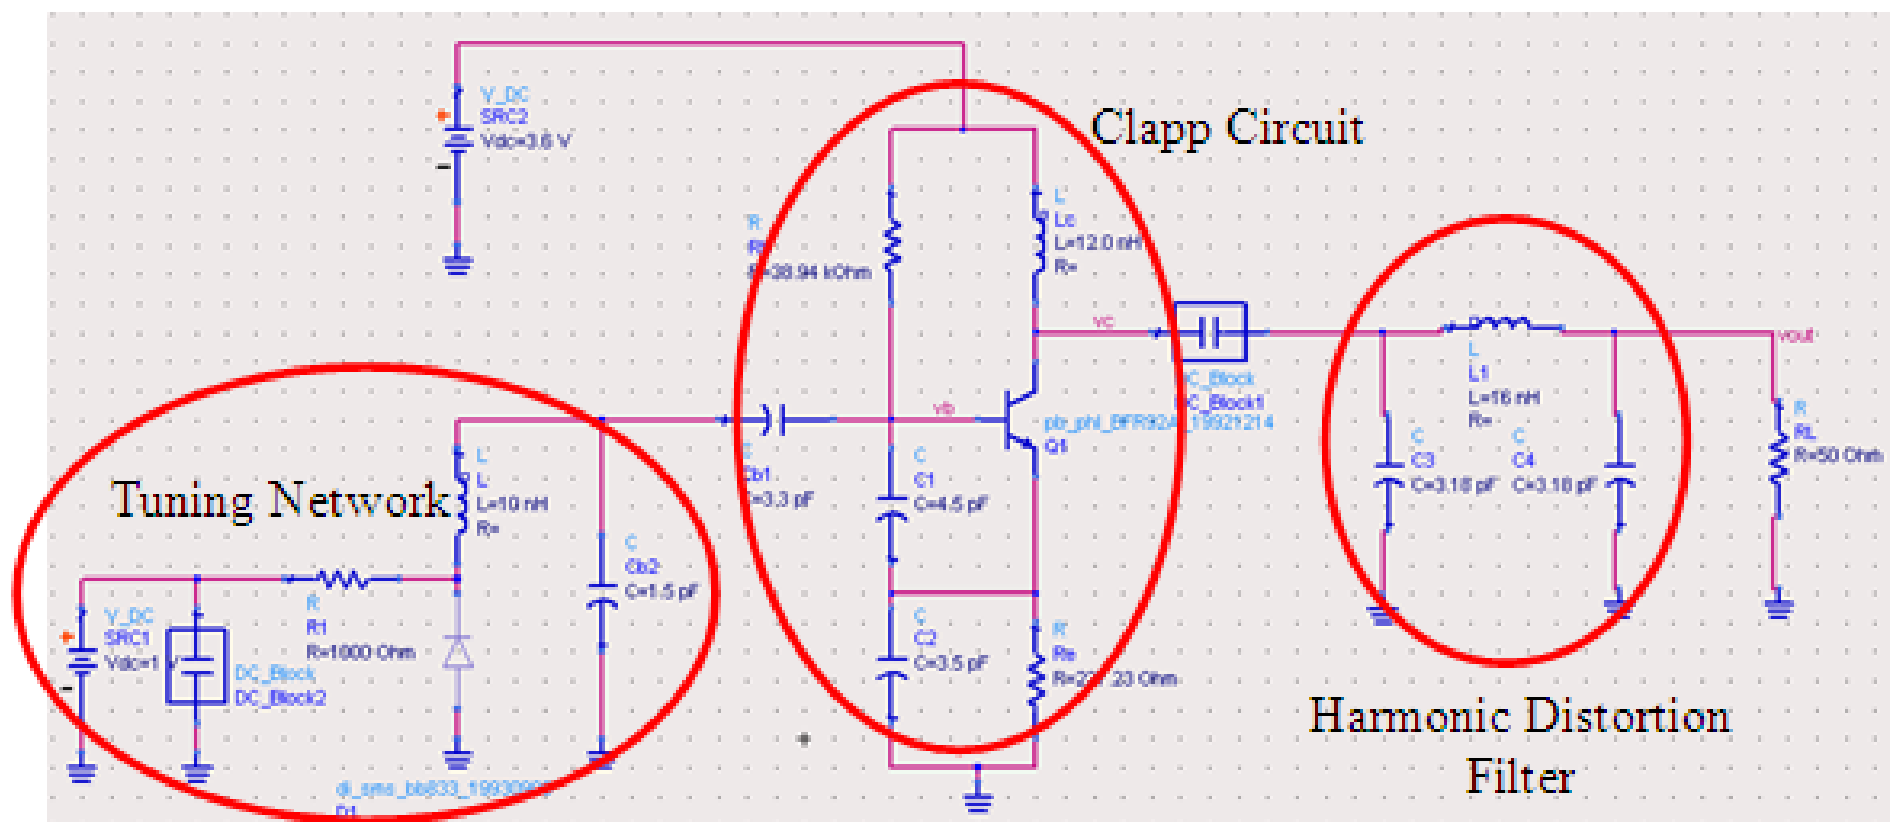 V_DC
SRC2
Vdc=3.6 V
Clapp Circuit
R
=38.94 kOhm
L
Lc
L=12.0 nH
R=
vc
DC_Block1
vb
Q1
vout
L
L1
L=16 nH
R=
C
C3
C=3.18 pF
C
C4
C=3.18 pF
R
RL
R=50 Ohm
Tuning Network
L
L
L=10 nH
R=
Cb1
C=3.3 pF
C
C1
C=4.5 pF
C
Cb2
C=1.5 pF
V_DC
SRC1
Vdc=1 V
DC_Block
DC_Block2
R
R1
R=1000 Ohm
C
C2
C=3.5 pF
R
Re
Harmonic Distortion
Filter
D1